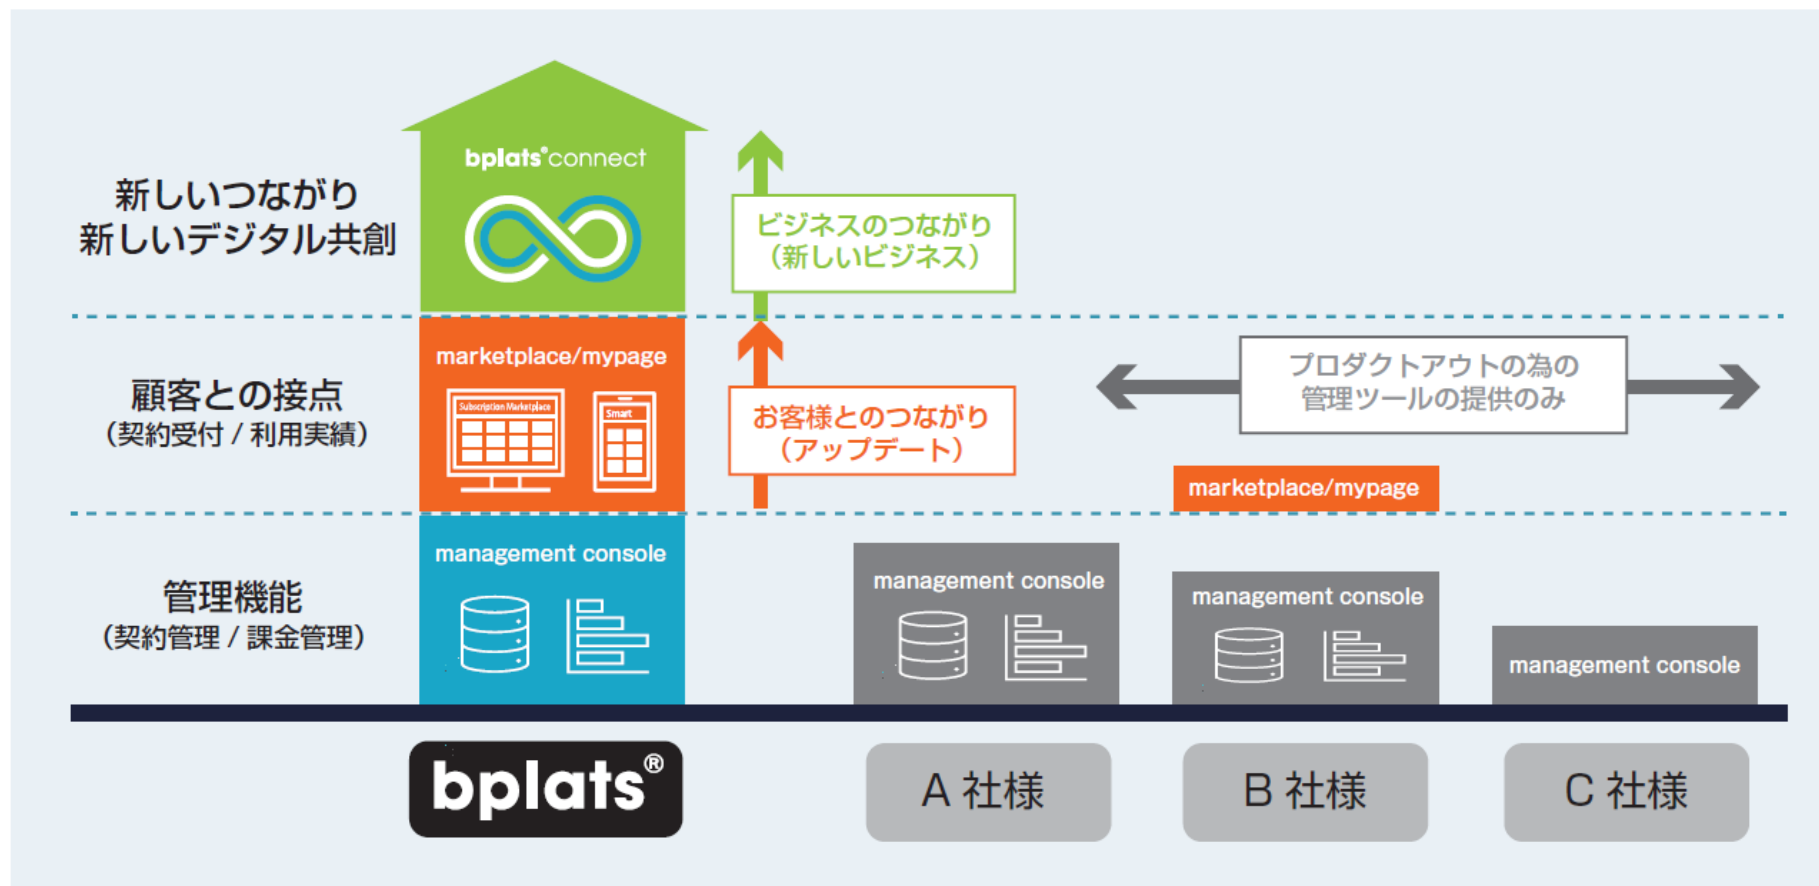 bplats®connect
新しいつながり
新しいデジタル共創
ビジネスのつながり
（新しいビジネス）
marketplace/mypage
Subscription Marketplace
Smart
顧客との接点
（契約受付 / 利用実績）
お客様とのつながり
（アップデート）
プロダクトアウトの為の
管理ツールの提供のみ
marketplace/mypage
management console
管理機能
（契約管理 / 課金管理）
management console
management console
management console
bplats®
A 社様
B 社様
C 社様